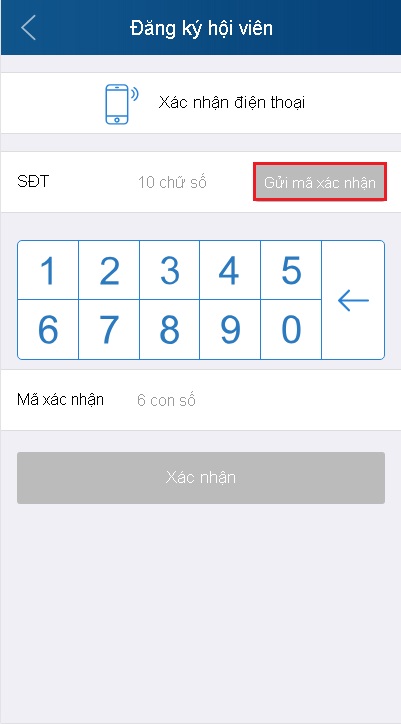 Đăng ký hội viên
Xác nhận điện thoại
SĐT 10 chữ số Gửi mã xác nhận
1 2 3 4 5
6 7 8 9 0
Mã xác nhận 6 con số
Xác nhận